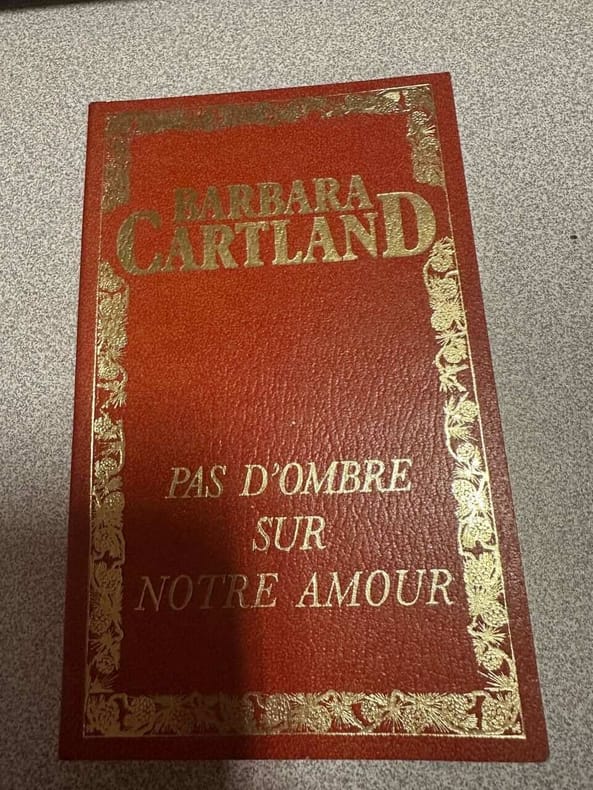 BARBARA
CARTLAND
PAS D'OMBRE
SUR
NOTRE AMOUR